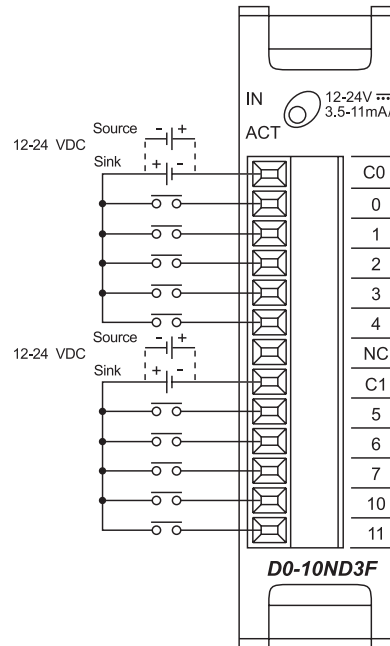 IN
12-24V ⎓
3.5-11mA/
ACT
Source - +
12-24 VDC
Sink + -
C0
0
1
2
3
4
Source - +
NC
12-24 VDC
Sink + -
C1
5
6
7
10
11
D0-10ND3F